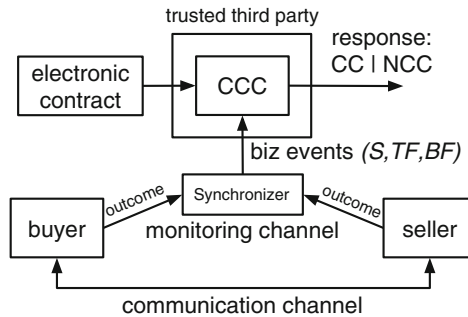 trusted third party
response:
CC | NCC
electronic
contract
CCC
biz events (S,TF,BF)
outcome
Synchronizer
outcome
buyer
monitoring channel
seller
communication channel